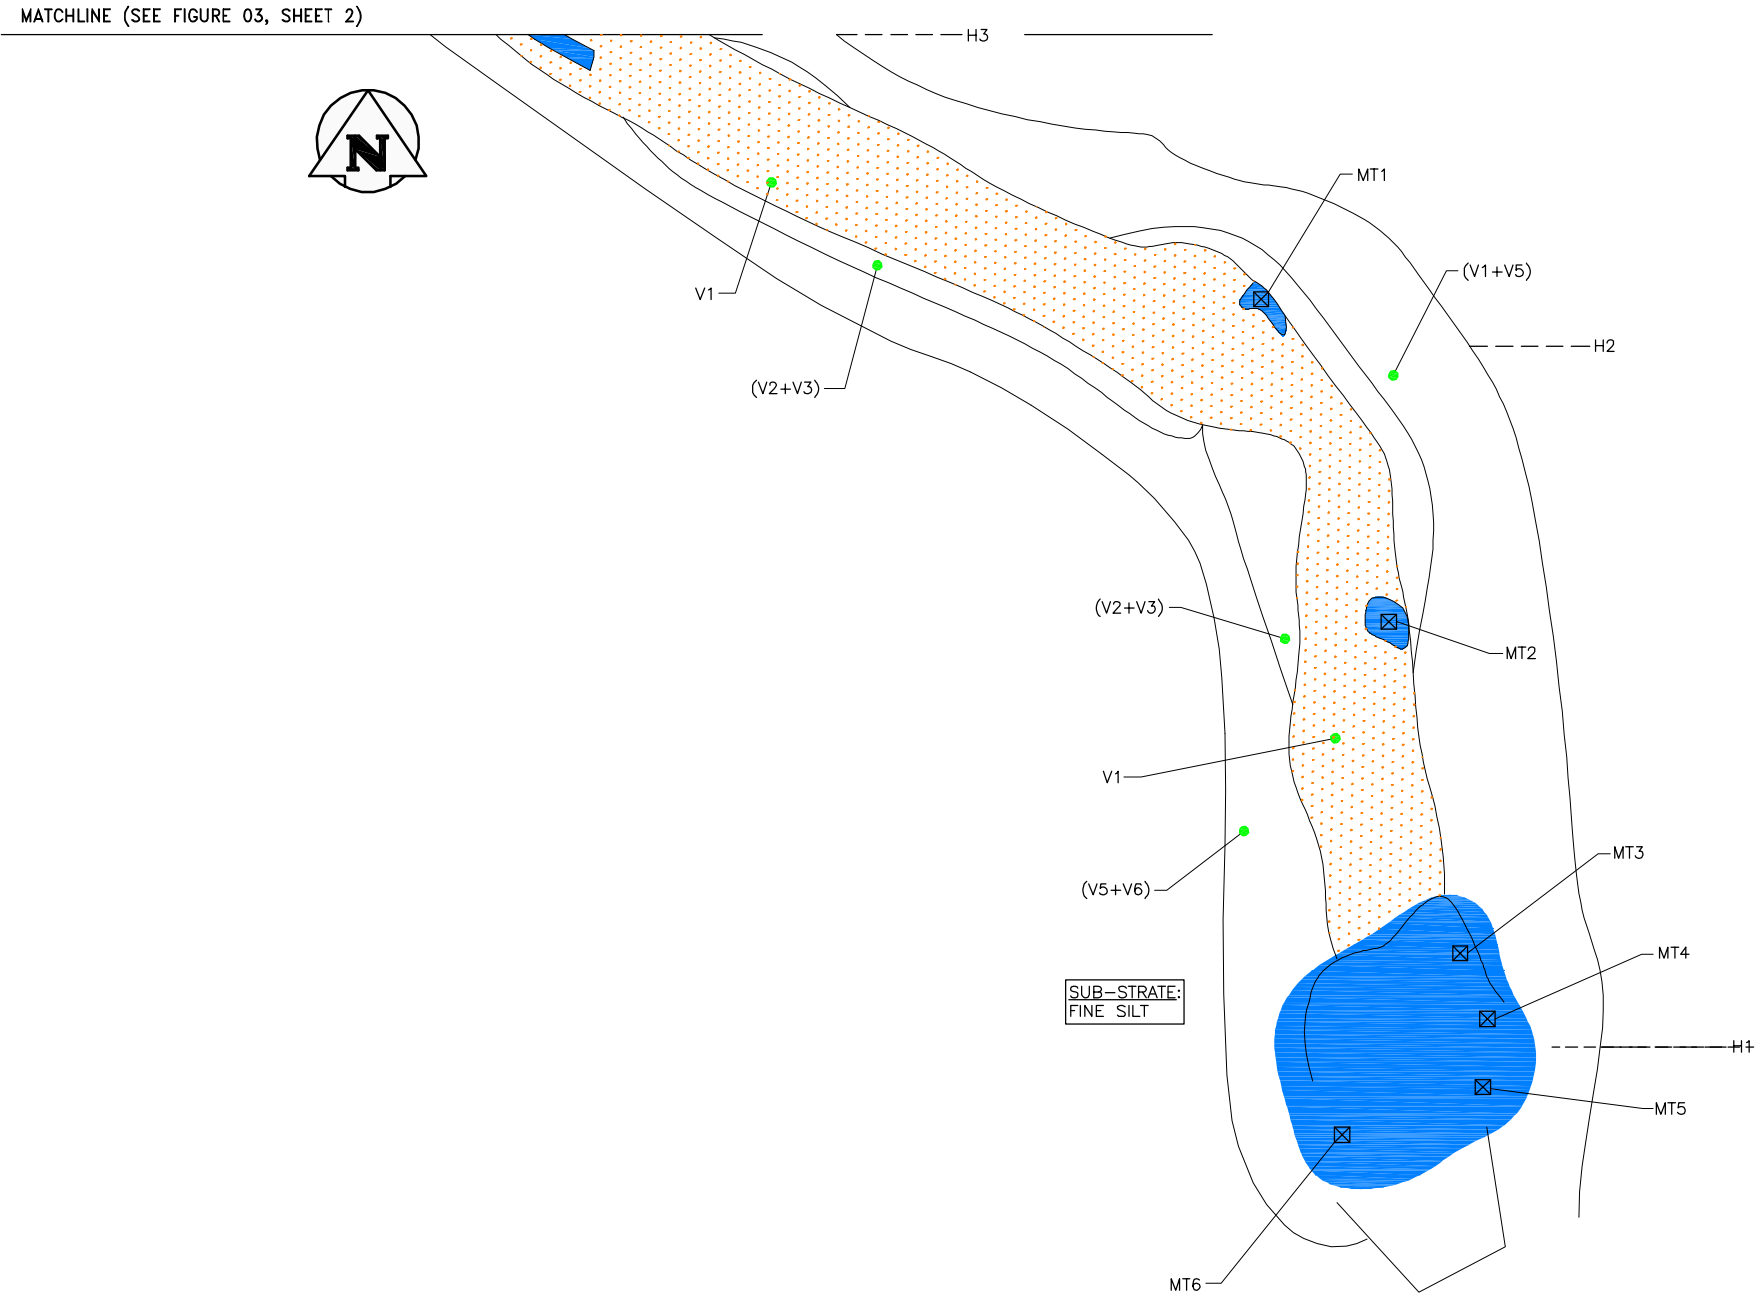 MATCHLINE (SEE FIGURE 03, SHEET 2)
H3
N
MT1
(V1+V5)
V1
H2
(V2+V3)
(V2+V3)
MT2
V1
MT3
(V5+V6)
MT4
SUB-STRATE:
FINE SILT
H1
MT5
MT6